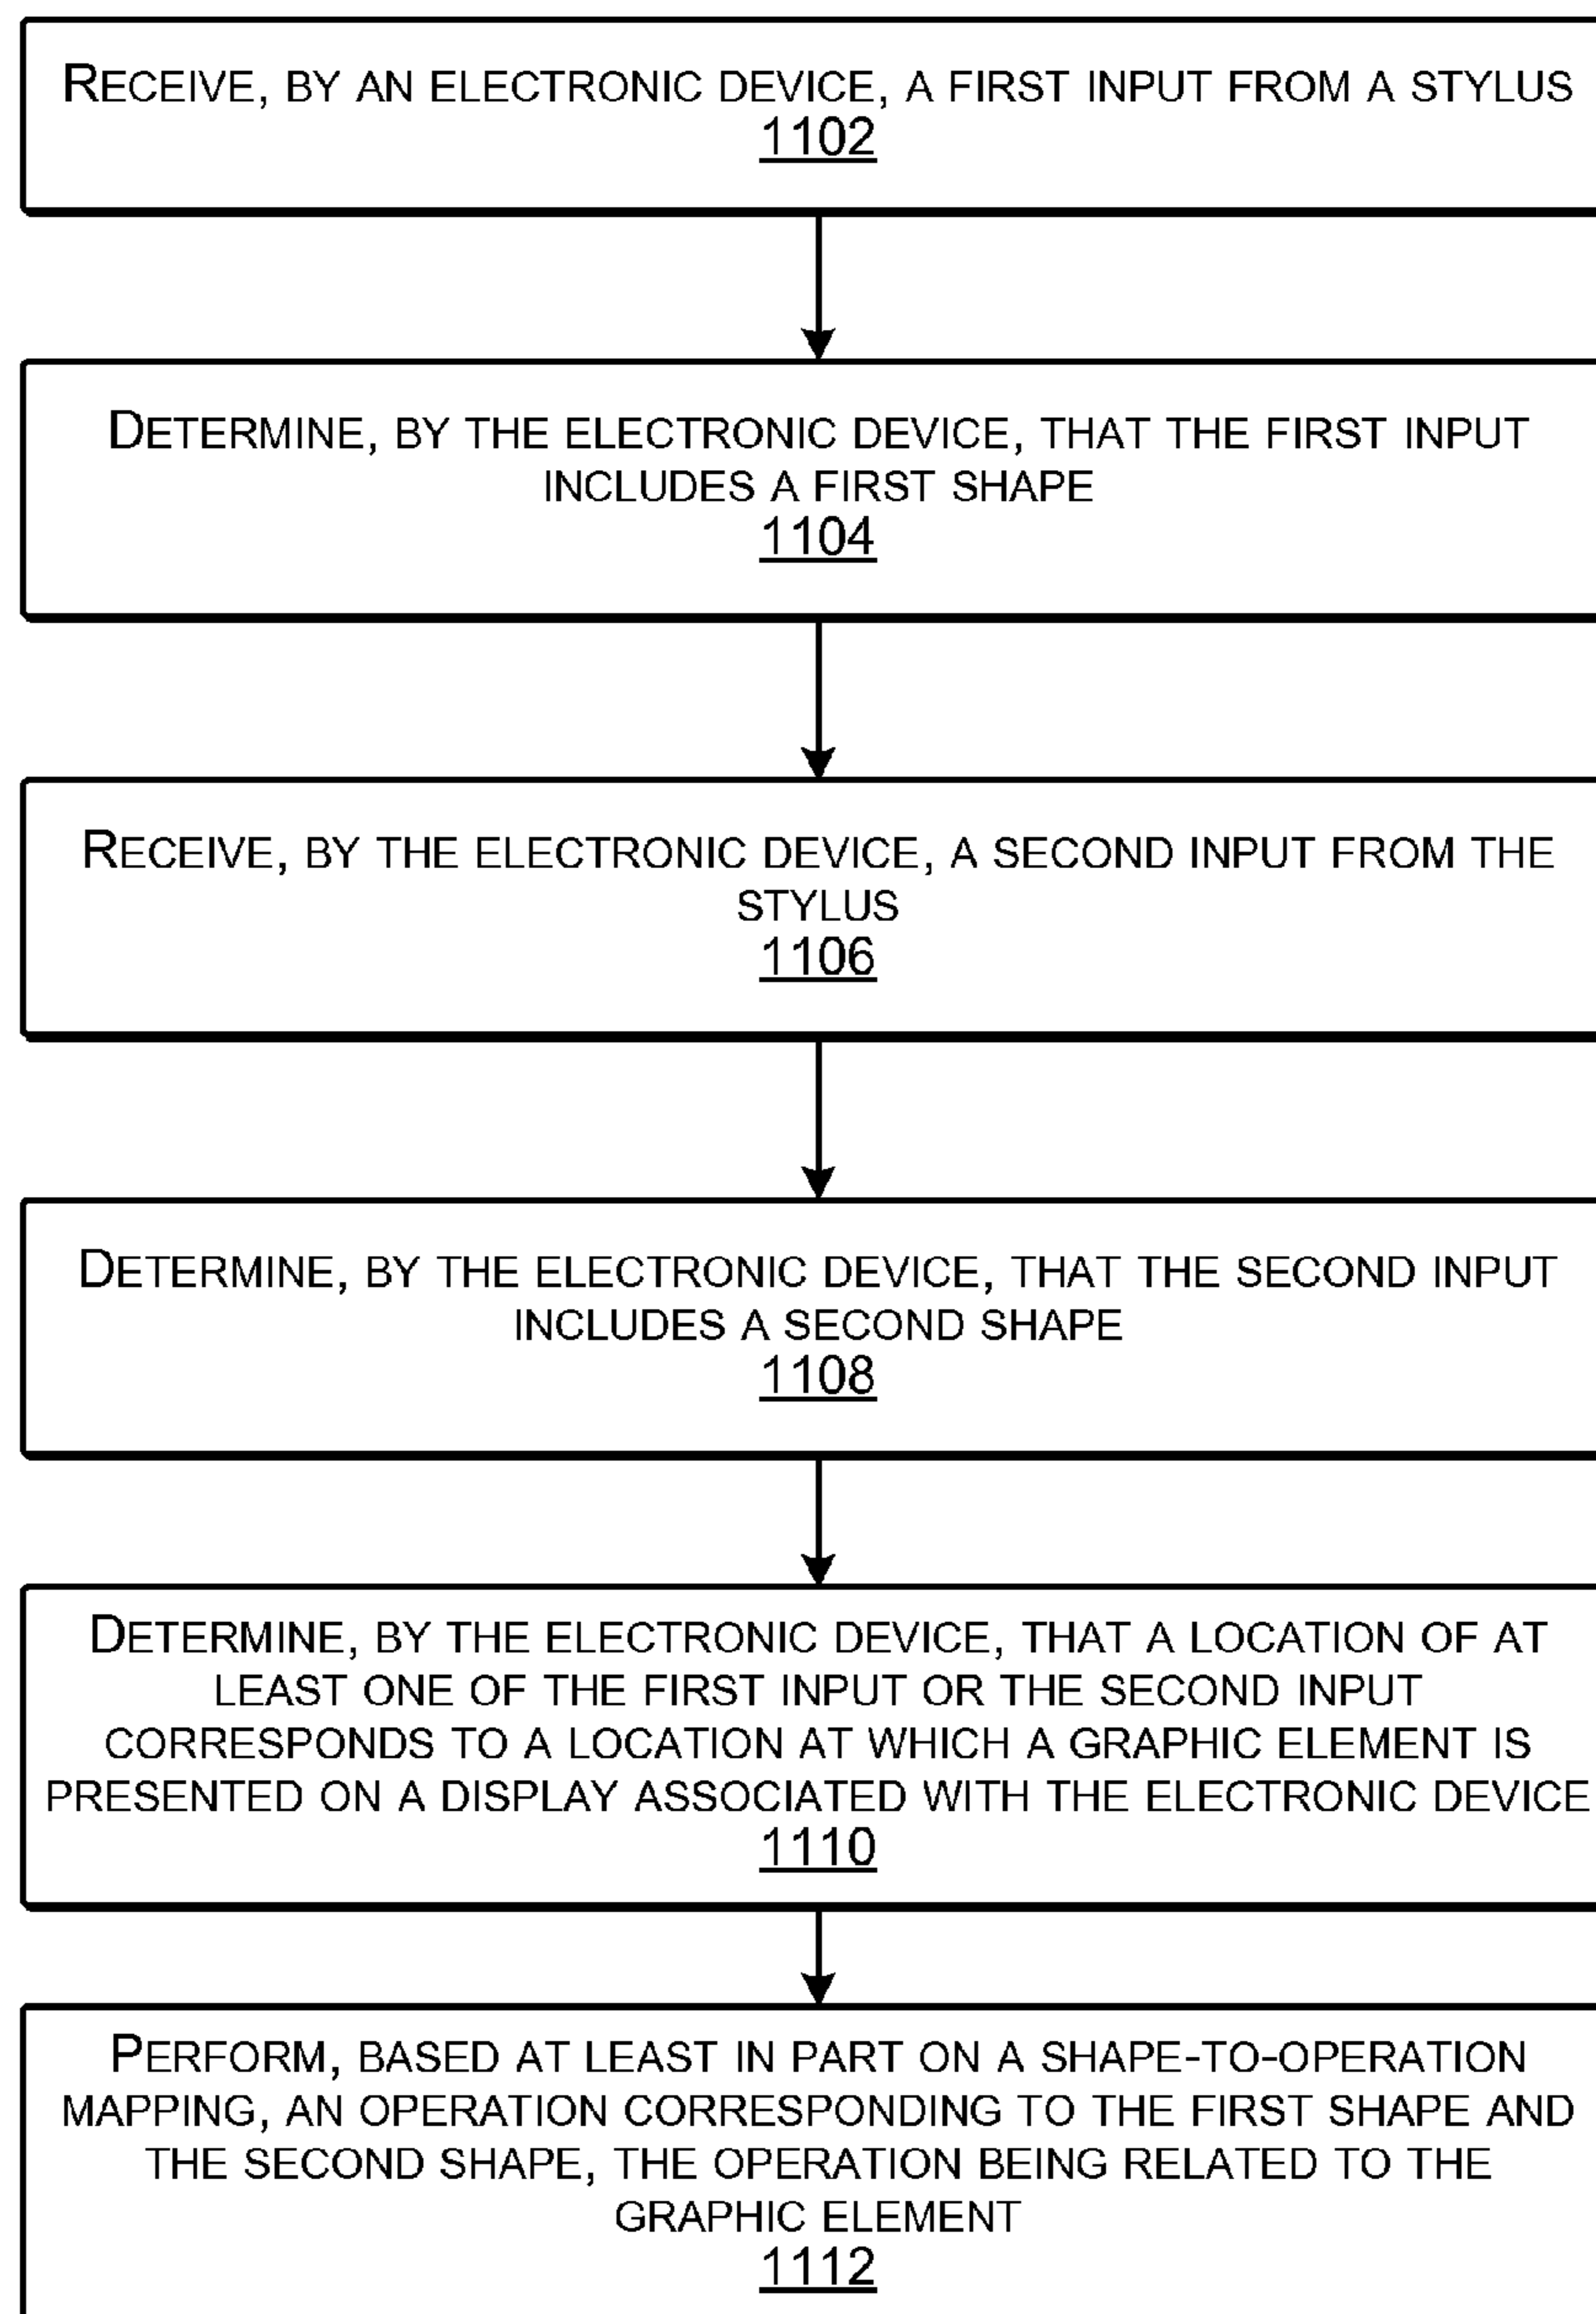 RECEIVE, BY AN ELECTRONIC DEVICE, A FIRST INPUT FROM A STYLUS
1102
DETERMINE, BY THE ELECTRONIC DEVICE, THAT THE FIRST INPUT
INCLUDES A FIRST SHAPE
1104
RECEIVE, BY THE ELECTRONIC DEVICE, A SECOND INPUT FROM THE
STYLUS
1106
DETERMINE, BY THE ELECTRONIC DEVICE, THAT THE SECOND INPUT
INCLUDES A SECOND SHAPE
1108
DETERMINE, BY THE ELECTRONIC DEVICE, THAT A LOCATION OF AT
LEAST ONE OF THE FIRST INPUT OR THE SECOND INPUT
CORRESPONDS TO A LOCATION AT WHICH A GRAPHIC ELEMENT IS
PRESENTED ON A DISPLAY ASSOCIATED WITH THE ELECTRONIC DEVICE
1110
PERFORM, BASED AT LEAST IN PART ON A SHAPE-TO-OPERATION
MAPPING, AN OPERATION CORRESPONDING TO THE FIRST SHAPE AND
THE SECOND SHAPE, THE OPERATION BEING RELATED TO THE
GRAPHIC ELEMENT
1112